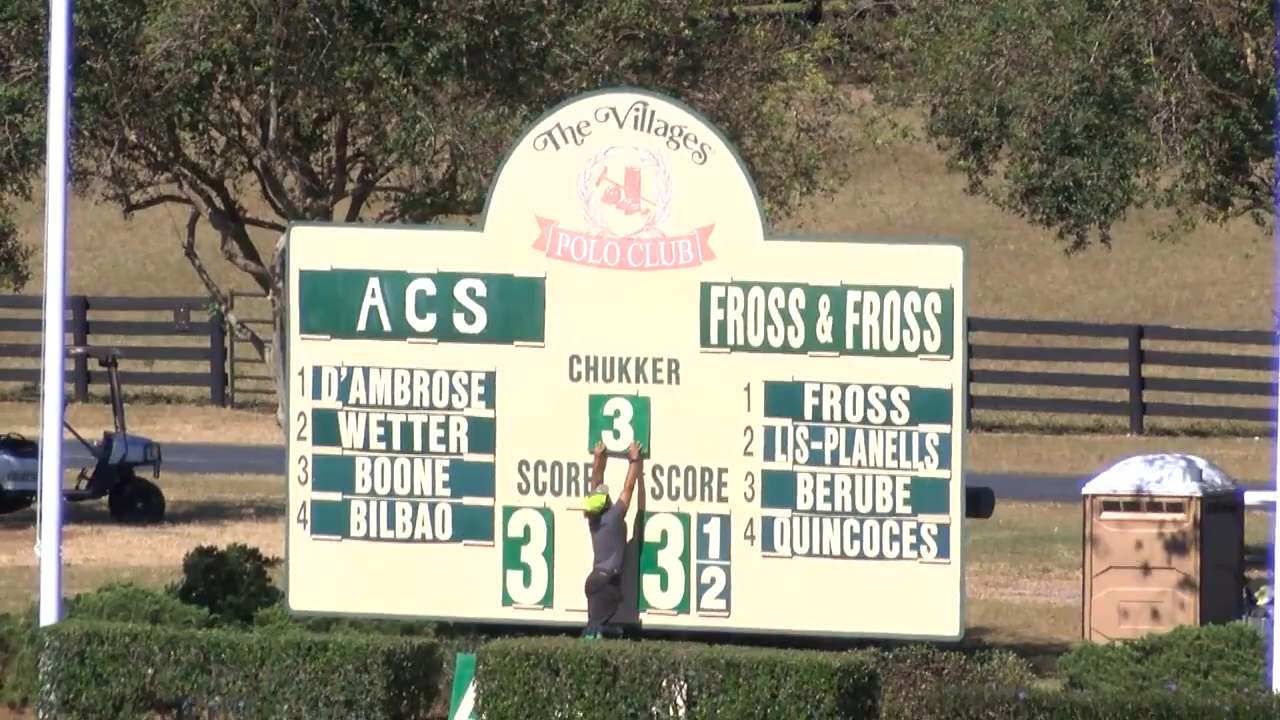 The Villages
POLO CLUB
ACS
FROSS & FROSS
CHUKKER
3
1 D'AMBROSE
2 WETTER
3 BOONE
4 BILBAO
1 FROSS
2 LIS-PLANELLS
3 BERUBE
4 QUINCOCES
SCORE
SCORE
3
3 1
2